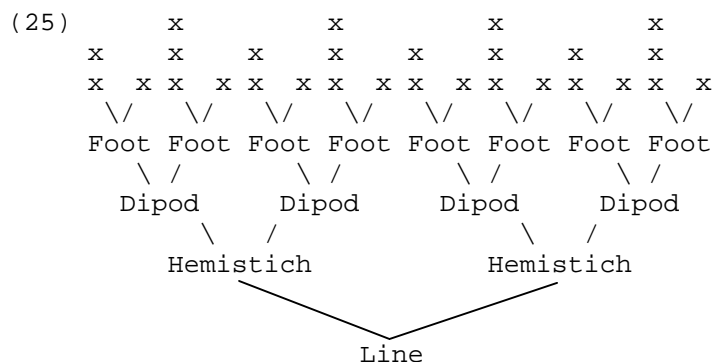 (25) x x x x
x x x x x x x x
x x x x x x x x x x x x x x x x
\/ \/ \/ \/ \/ \/ \/ \/
Foot Foot Foot Foot Foot Foot Foot Foot
\ / \ / \ / \ /
Dipod Dipod Dipod Dipod
\ / \ /
Hemistich Hemistich
Line